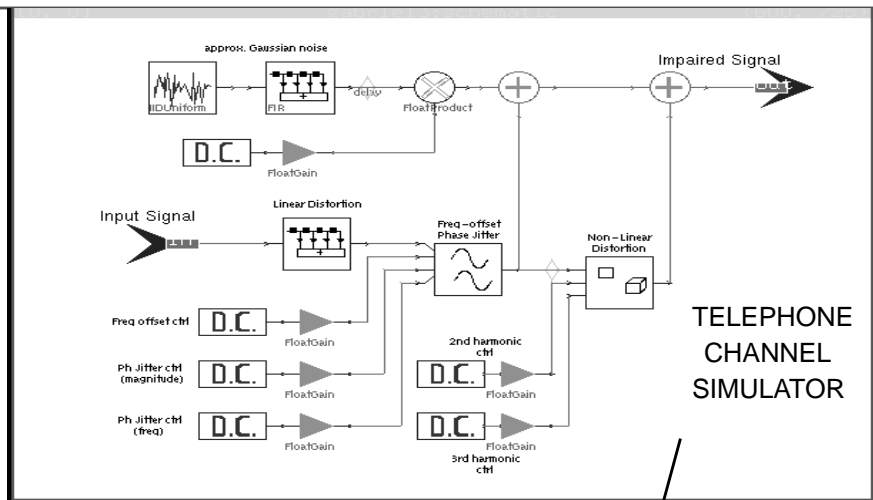 approx. Gaussian noise
IIDUniform
FIR
delay
FloatProduct
Impaired Signal
OUT
D.C.
FloatGain
Input Signal
Linear Distortion
Freq-offset
Phase Jitter
Non-Linear
Distortion
Freq offset ctrl
D.C.
FloatGain
Ph Jitter ctrl
(magnitude)
D.C.
FloatGain
Ph Jitter ctrl
(freq)
D.C.
FloatGain
2nd harmonic
ctrl
D.C.
FloatGain
D.C.
FloatGain
3rd harmonic
ctrl
TELEPHONE
CHANNEL
SIMULATOR